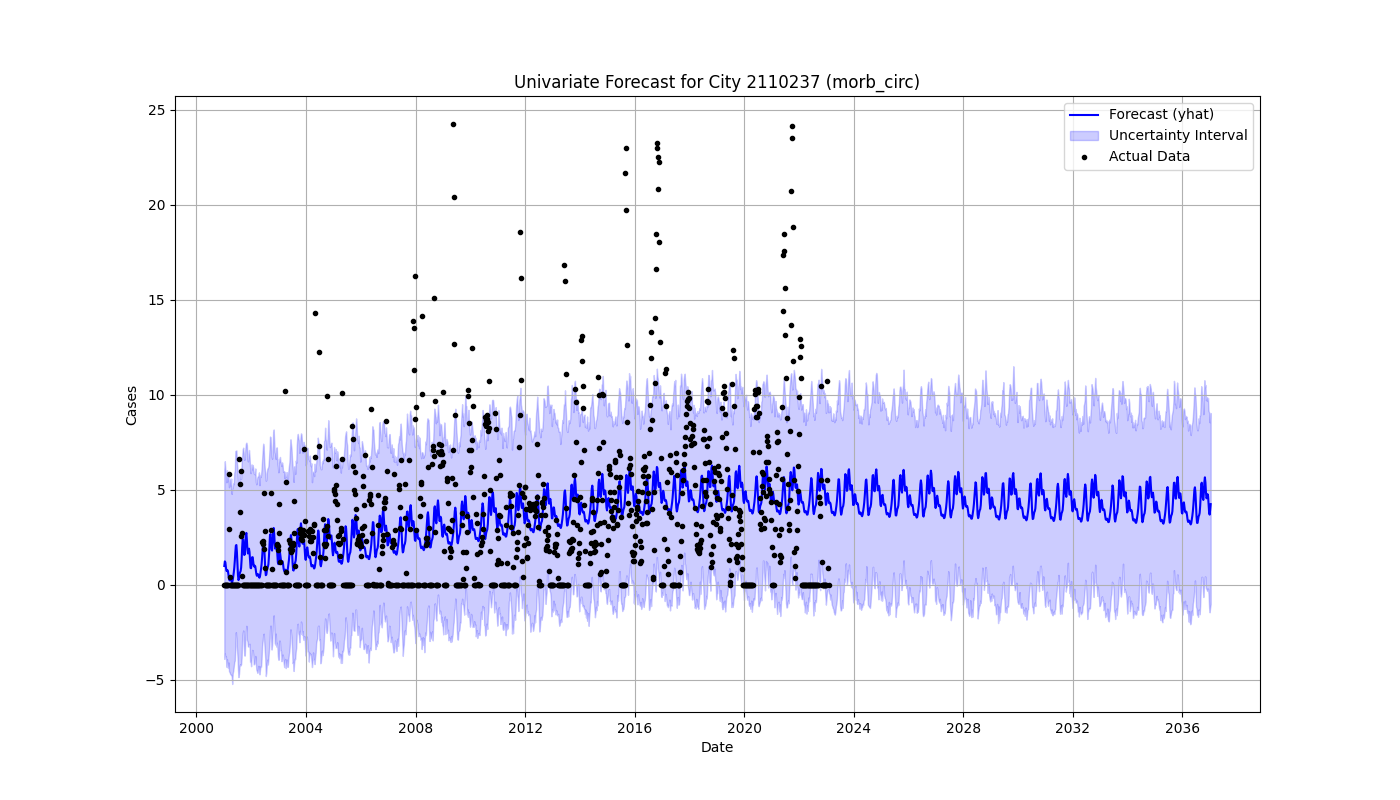 Univariate Forecast for City 2110237 (morb_circ)
Forecast (yhat)
Uncertainty Interval
Actual Data
Cases
25
20
15
10
5
0
−5
2000 2004 2008 2012 2016 2020 2024 2028 2032 2036
Date